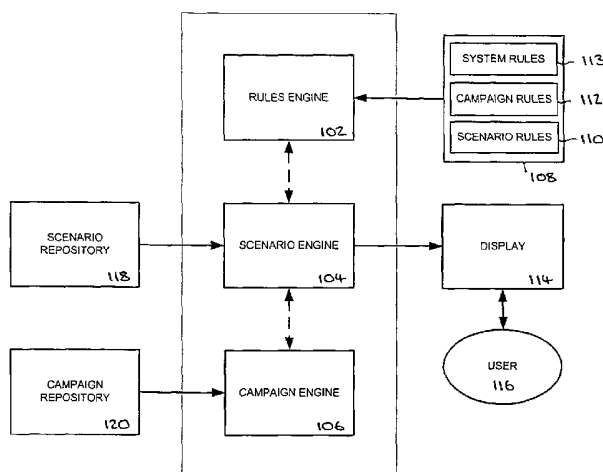 SYSTEM RULES
113
CAMPAIGN RULES
112
SCENARIO RULES
110
108
RULES ENGINE
102
SCENARIO
REPOSITORY
118
SCENARIO ENGINE
104
DISPLAY
114
CAMPAIGN
REPOSITORY
120
CAMPAIGN ENGINE
106
USER
116